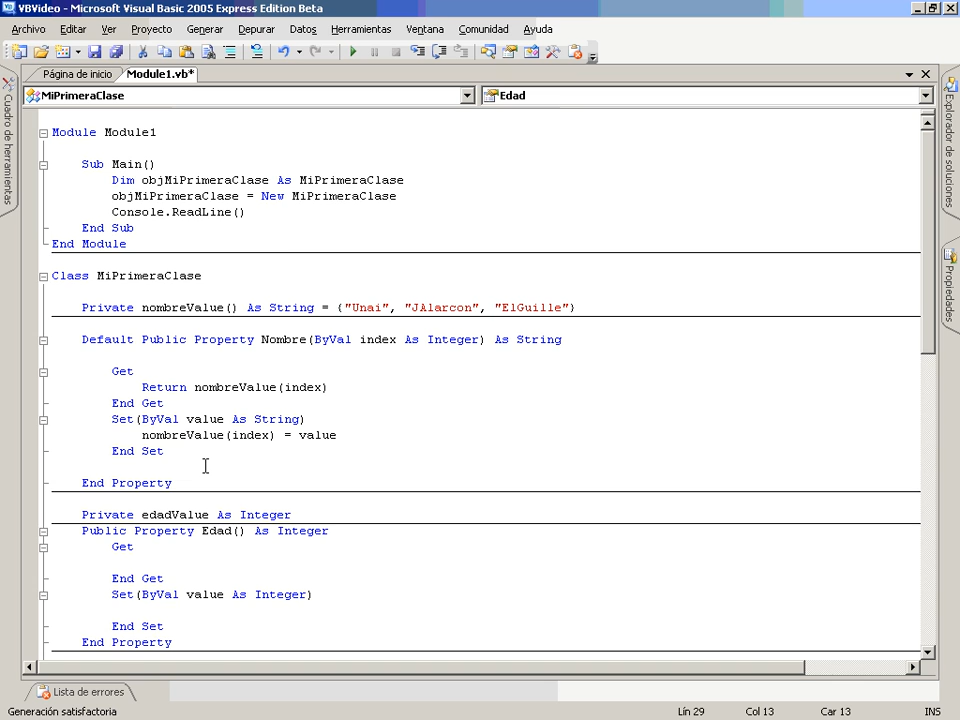 VBVideo - Microsoft Visual Basic 2005 Express Edition Beta
Archivo Editar Ver Proyecto Generar Depurar Datos Herramientas Ventana Comunidad Ayuda
Página de inicio Module1.vb*
MiPrimeraClase Edad
Cuadro de herramientas
Explorador de soluciones
Propiedades
Module Module1
Sub Main()
Dim objMiPrimeraClase As MiPrimeraClase
objMiPrimeraClase = New MiPrimeraClase
Console.ReadLine()
End Sub
End Module
Class MiPrimeraClase
Private nombreValue() As String = {"Unai", "JAlarcon", "ElGuille"}
Default Public Property Nombre(ByVal index As Integer) As String
Get
Return nombreValue(index)
End Get
Set(ByVal value As String)
nombreValue(index) = value
End Set
End Property
Private edadValue As Integer
Public Property Edad() As Integer
Get
End Get
Set(ByVal value As Integer)
End Set
End Property
Lista de errores
Generación satisfactoria Lín 29 Col 13 Car 13 INS